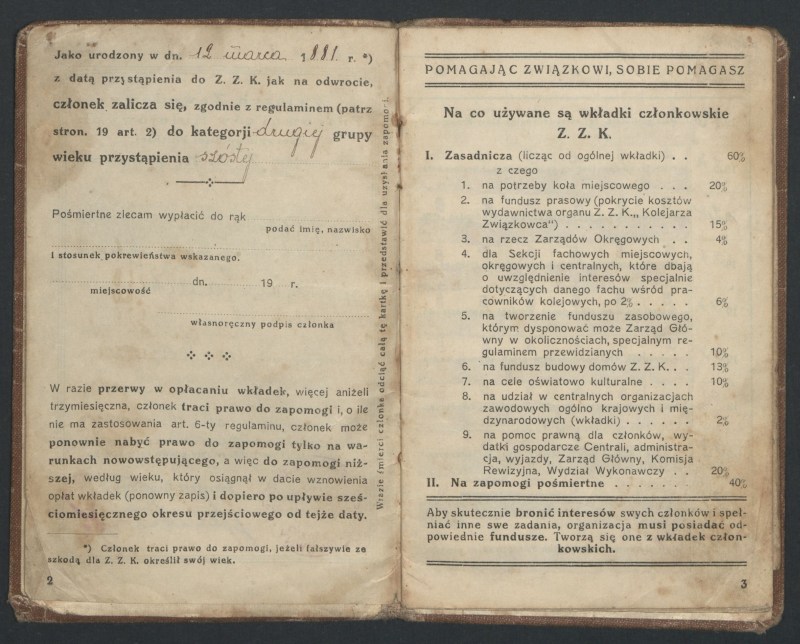 Jako urodzony w dn. 12 marca 1881. r. *)
z datą przystąpienia do Z. Z. K. jak na odwrocie,
członek zalicza się, zgodnie z regulaminem (patrz
stron. 19 art. 2) do kategorji drugiej grupy
wieku przystąpienia szóstej
Pośmiertne zlecam wypłacić do rąk
podać imię, nazwisko
i stosunek pokrewieństwa wskazanego.
dn. 19 r.
miejscowość
własnoręczny podpis członka
W razie przerwy w opłacaniu wkładek, więcej aniżeli
trzymiesięczna, członek traci prawo do zapomogi i, o ile
nie ma zastosowania art. 6-ty regulaminu, członek może
ponownie nabyć prawo do zapomogi tylko na wa-
runkach nowowstępującego, a więc do zapomogi niż-
szej, według wieku, który osiągnął w dacie wznowienia
opłat wkładek (ponowny zapis) i dopiero po upływie sześ-
ciomiesięcznego okresu przejściowego od tejże daty.
*) Członek traci prawo do zapomogi, jeżeli fałszywie ze
szkodą dla Z. Z. K. określił swój wiek.
2
W razie śmierci członka odciąć całą tę kartkę i przedstawić dla uzyskania zapomogi.
POMAGAJĄC ZWIĄZKOWI, SOBIE POMAGASZ
Na co używane są wkładki członkowskie
Z. Z. K.
I. Zasadnicza (licząc od ogólnej wkładki) . . 60%
z czego
1. na potrzeby koła miejscowego . . . 20%
2. na fundusz prasowy (pokrycie kosztów
wydawnictwa organu Z. Z. K. „Kolejarza
Związkowca") . . . . . . . . . . . 15%
3. na rzecz Zarządów Okręgowych . . 4%
4. dla Sekcji fachowych miejscowych,
okręgowych i centralnych, które dbają
o uwzględnienie interesów specjalnie
dotyczących danego fachu wśród pra-
cowników kolejowych, po 2% . . . . . 6%
5. na tworzenie funduszu zasobowego,
którym dysponować może Zarząd Głó-
wny w okolicznościach, specjalnym re-
gulaminem przewidzianych . . . . . 10%
6. na fundusz budowy domów Z. Z. K. . . 13%
7. na cele oświatowo kulturalne . . . . 10%
8. na udział w centralnych organizacjach
zawodowych ogólno krajowych i mię-
dzynarodowych (wkładki) . . . . . . 2%
9. na pomoc prawną dla członków, wy-
datki gospodarcze Centrali, administra-
cja, wyjazdy, Zarząd Główny, Komisja
Rewizyjna, Wydział Wykonawczy . . 20%
II. Na zapomogi pośmiertne . . . . . . . 40%
Aby skutecznie bronić interesów swych członków i speł-
niać inne swe zadania, organizacja musi posiadać od-
powiednie fundusze. Tworzą się one z wkładek człon-
kowskich.
3